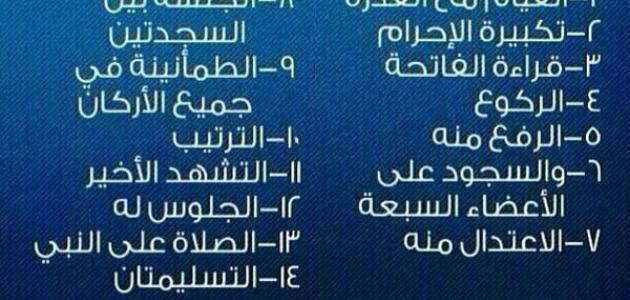 ٢-تكبيرة الإحرام
٣-قراءة الفاتحة
٤-الركوع
٥-الرفع منه
٦-والسجود على
الأعضاء السبعة
٧-الاعتدال منه
السجدتين
٩-الطمأنينة في
جميع الأركان
١٠-الترتيب
١١-التشهد الأخير
١٢-الجلوس له
١٣-الصلاة على النبي
١٤-التسليمتان